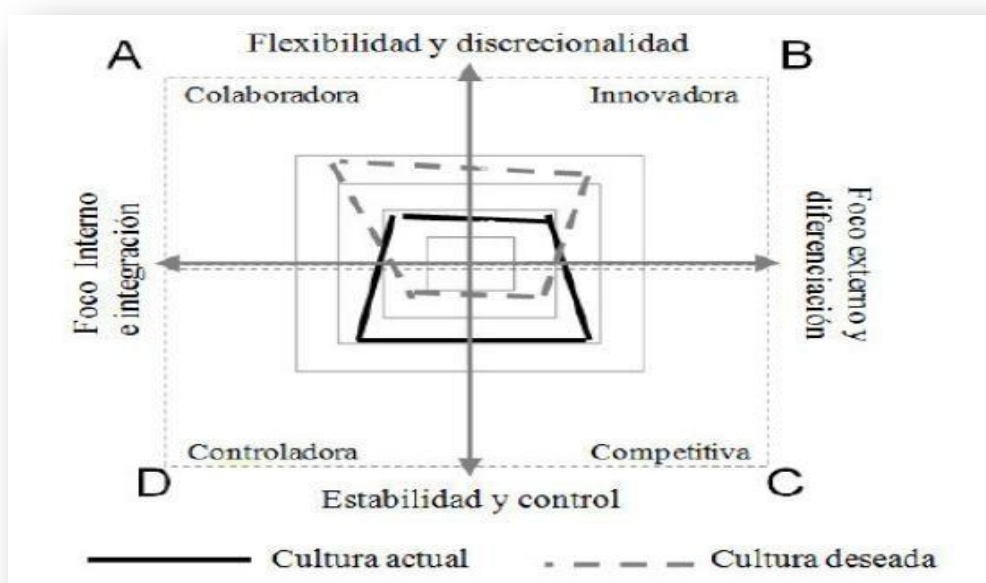 A
Flexibilidad y discrecionalidad
B
Colaboradora
Innovadora
Foco Interno
e integración
Foco externo y
diferenciación
Controladora
Competitiva
D
Estabilidad y control
C
Cultura actual
Cultura deseada